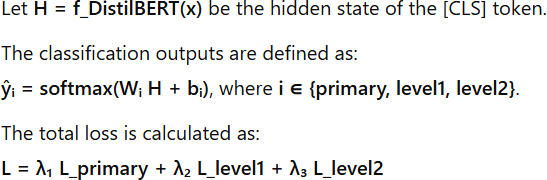 Let H = f_DistilBERT(x) be the hidden state of the [CLS] token.
The classification outputs are defined as:
ŷᵢ = softmax(Wᵢ H + bᵢ), where i ∈ {primary, level1, level2}.
The total loss is calculated as:
L = λ₁ L_primary + λ₂ L_level1 + λ₃ L_level2